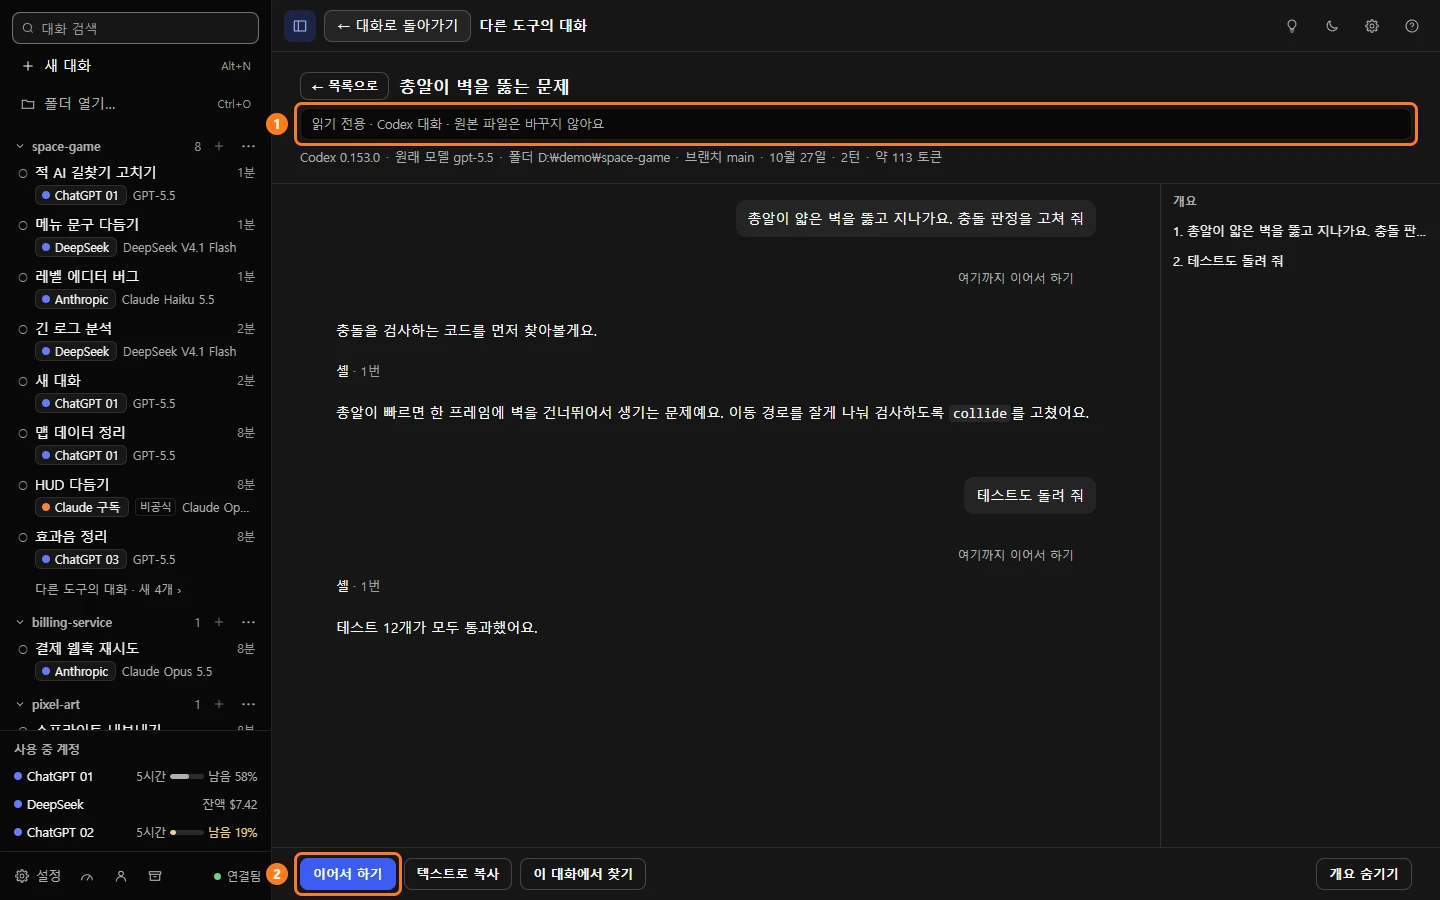 대화 검색
+ 새 대화 Alt+N
폴더 열기... Ctrl+O
space-game 8 + ...
적 AI 길찾기 고치기 1분
ChatGPT 01 GPT-5.5
메뉴 문구 다듬기 1분
DeepSeek DeepSeek V4.1 Flash
레벨 에디터 버그 1분
Anthropic Claude Haiku 5.5
긴 로그 분석 2분
DeepSeek DeepSeek V4.1 Flash
새 대화 2분
ChatGPT 01 GPT-5.5
맵 데이터 정리 8분
ChatGPT 01 GPT-5.5
HUD 다듬기 8분
Claude 구독 비공식 Claude Op...
효과음 정리 8분
ChatGPT 03 GPT-5.5
다른 도구의 대화 · 새 4개 ›
billing-service 1 + ...
결제 웹훅 재시도 8분
Anthropic Claude Opus 5.5
pixel-art 1 + ...
사용 중 계정
ChatGPT 01 5시간 남음 58%
DeepSeek 잔액 $7.42
ChatGPT 02 5시간 남음 19%
설정 연결됨
← 대화로 돌아가기 다른 도구의 대화
← 목록으로 총알이 벽을 뚫는 문제
1 읽기 전용 · Codex 대화 · 원본 파일은 바꾸지 않아요
Codex 0.153.0 · 원래 모델 gpt-5.5 · 폴더 D:₩demo₩space-game · 브랜치 main · 10월 27일 · 2턴 · 약 113 토큰
총알이 얇은 벽을 뚫고 지나가요. 충돌 판정을 고쳐 줘
여기까지 이어서 하기
충돌을 검사하는 코드를 먼저 찾아볼게요.
셸 · 1번
총알이 빠르면 한 프레임에 벽을 건너뛰어서 생기는 문제예요. 이동 경로를 잘게 나눠 검사하도록 collide 를 고쳤어요.
테스트도 돌려 줘
여기까지 이어서 하기
셸 · 1번
테스트 12개가 모두 통과했어요.
개요
1. 총알이 얇은 벽을 뚫고 지나가요. 충돌 판...
2. 테스트도 돌려 줘
2 이어서 하기 텍스트로 복사 이 대화에서 찾기 개요 숨기기